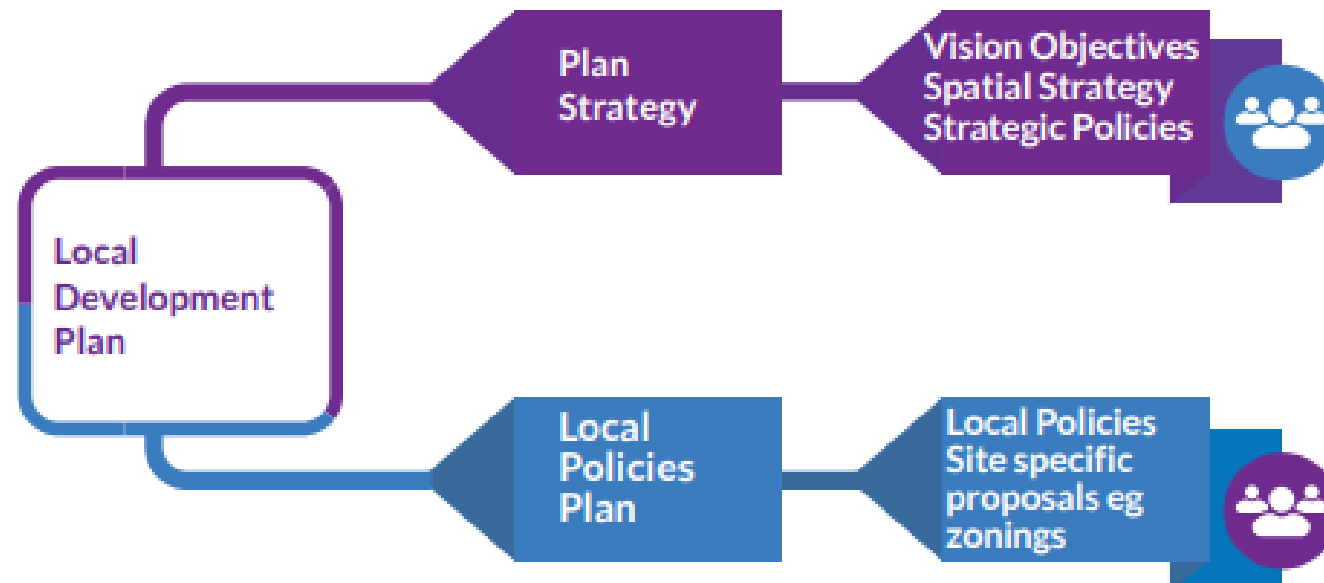 Plan
Strategy
Vision Objectives
Spatial Strategy
Strategic Policies
Local
Development
Plan
Local
Policies
Plan
Local Policies
Site specific
proposals eg
zonings